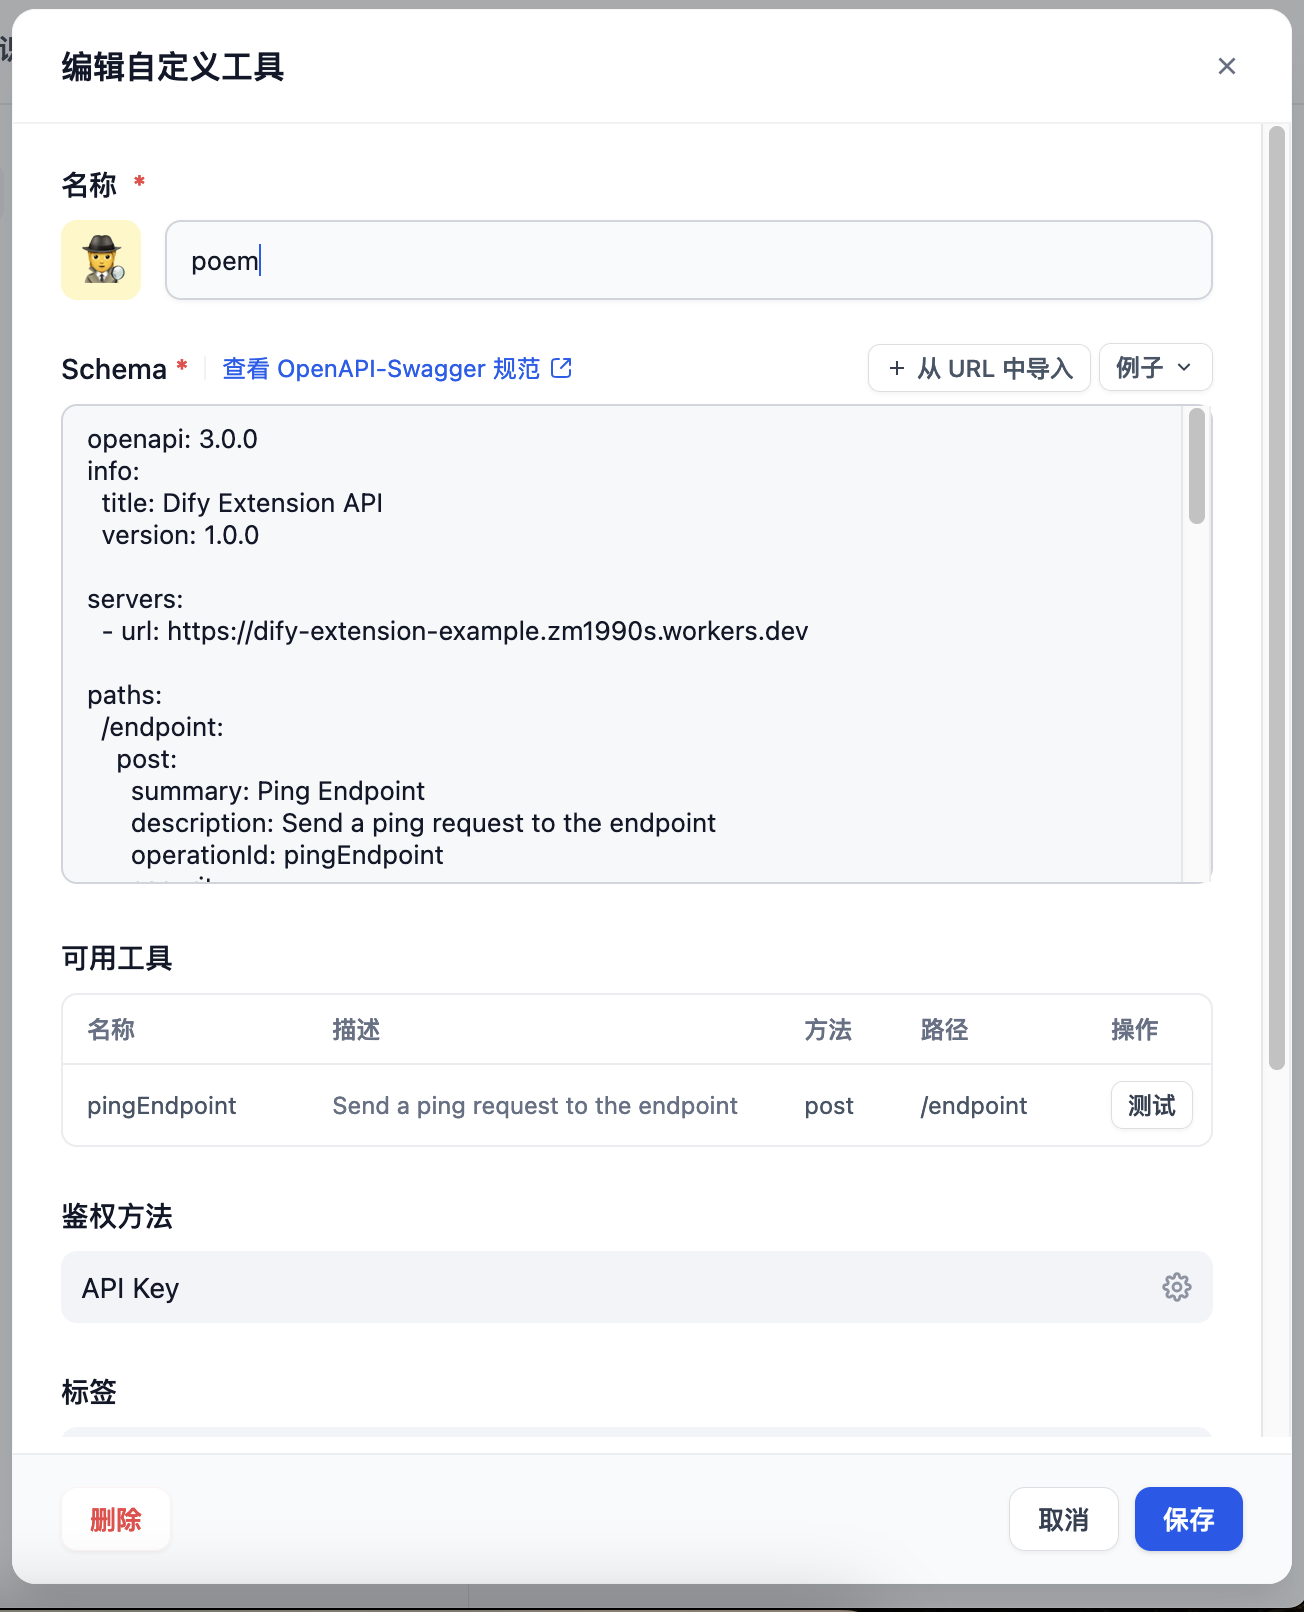 编辑自定义工具
名称 *
poem
Schema * 查看 OpenAPI-Swagger 规范 + 从 URL 中导入 例子
openapi: 3.0.0
info:
  title: Dify Extension API
  version: 1.0.0
servers:
  - url: https://dify-extension-example.zm1990s.workers.dev
paths:
  /endpoint:
    post:
      summary: Ping Endpoint
      description: Send a ping request to the endpoint
      operationId: pingEndpoint
可用工具
名称 描述 方法 路径 操作
pingEndpoint Send a ping request to the endpoint post /endpoint 测试
鉴权方法
API Key
标签
删除 取消 保存